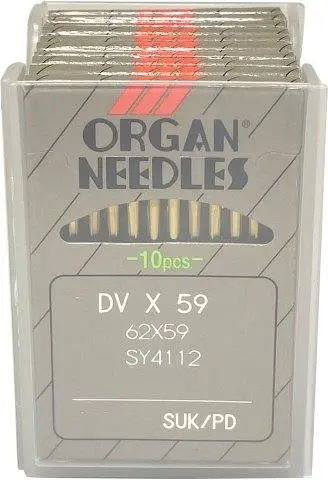 ORGAN®
NEEDLES
-10pcs-
DV X 59
62X59
SY4112
SUK/PD